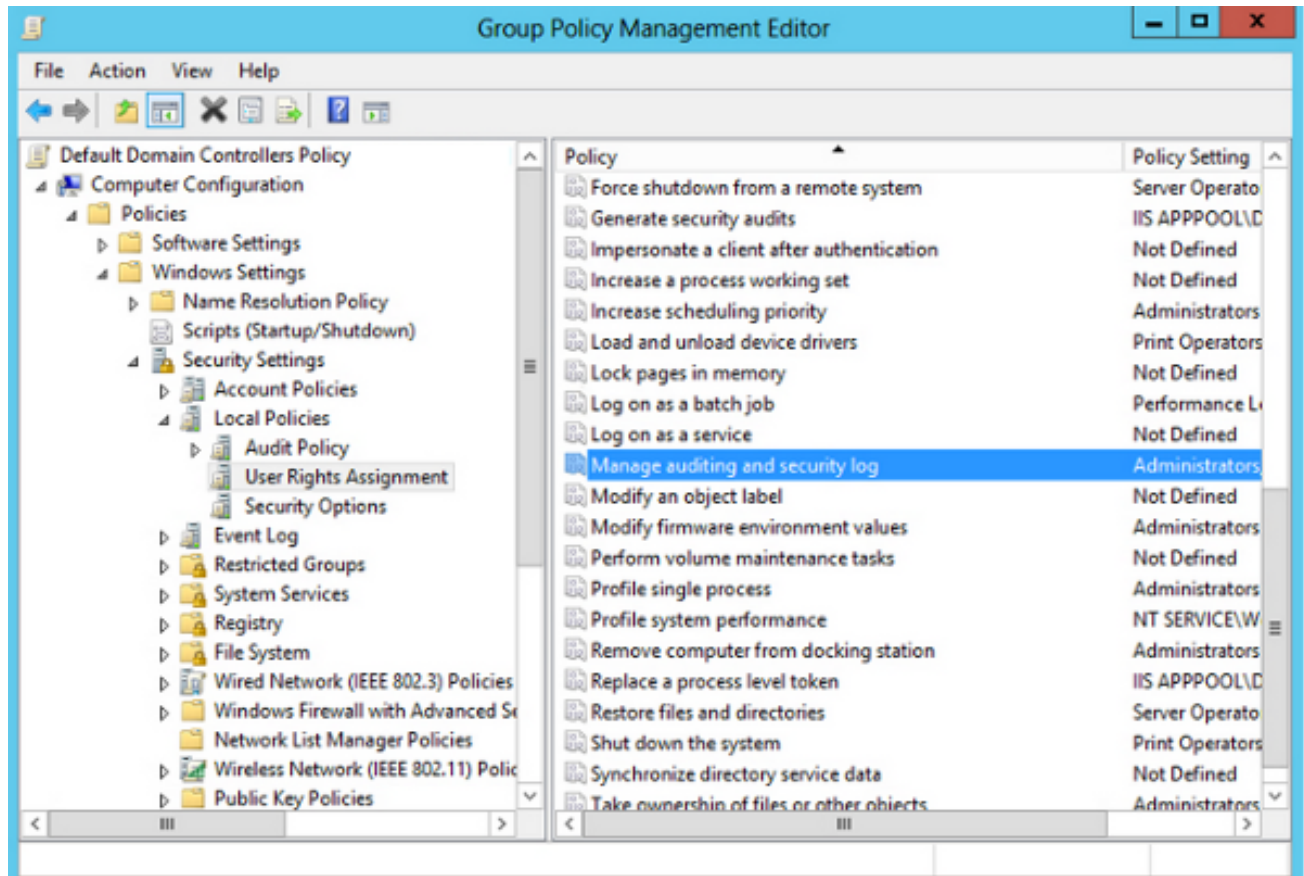 Group Policy Management Editor
File Action View Help
Default Domain Controllers Policy
Computer Configuration
Policies
Software Settings
Windows Settings
Name Resolution Policy
Scripts (Startup/Shutdown)
Security Settings
Account Policies
Local Policies
Audit Policy
User Rights Assignment
Security Options
Event Log
Restricted Groups
System Services
Registry
File System
Wired Network (IEEE 802.3) Policies
Windows Firewall with Advanced Se
Network List Manager Policies
Wireless Network (IEEE 802.11) Polic
Public Key Policies
Policy Policy Setting
Force shutdown from a remote system Server Operato
Generate security audits IIS APPPOOL\D
Impersonate a client after authentication Not Defined
Increase a process working set Not Defined
Increase scheduling priority Administrators
Load and unload device drivers Print Operators
Lock pages in memory Not Defined
Log on as a batch job Performance L
Log on as a service Not Defined
Manage auditing and security log Administrators,
Modify an object label Not Defined
Modify firmware environment values Administrators
Perform volume maintenance tasks Not Defined
Profile single process Administrators
Profile system performance NT SERVICE\W
Remove computer from docking station Administrators
Replace a process level token IIS APPPOOL\D
Restore files and directories Server Operato
Shut down the system Print Operators
Synchronize directory service data Not Defined
Take ownership of files or other objects Administrators